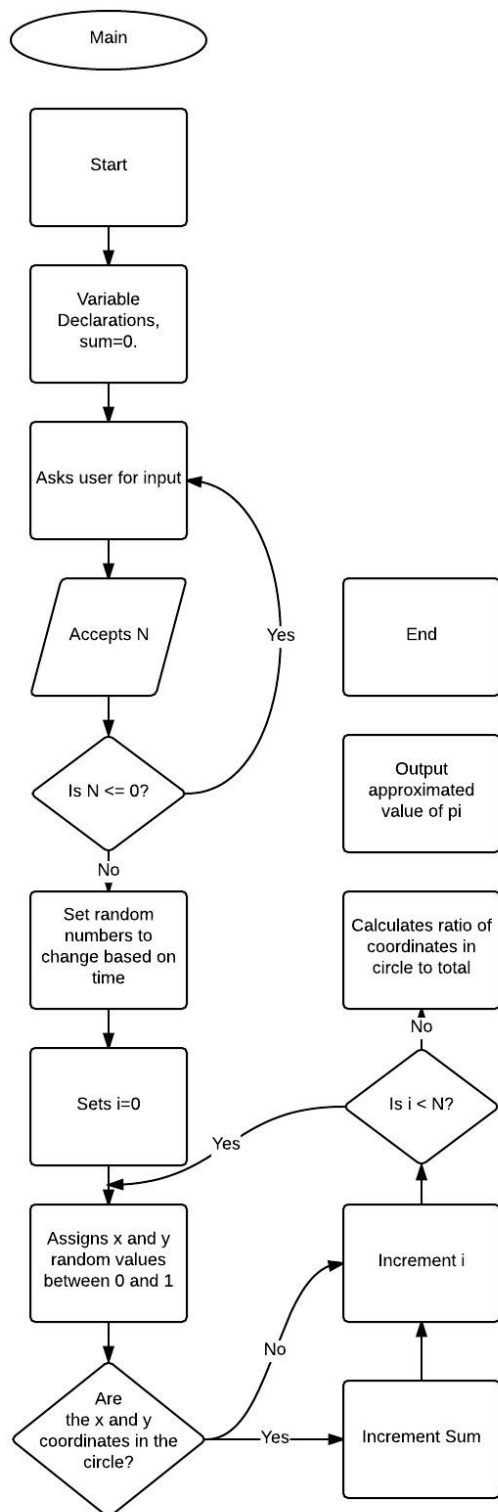 Main
Start
Variable
Declarations,
sum=0.
Asks user for input
Accepts N
Yes
Is N <= 0?
No
Set random
numbers to
change based on
time
Sets i=0
Assigns x and y
random values
between 0 and 1
Are
the x and y
coordinates in the
circle?
No
Yes
Increment Sum
Increment i
Is i < N?
Yes
No
Calculates ratio of
coordinates in
circle to total
Output
approximated
value of pi
End